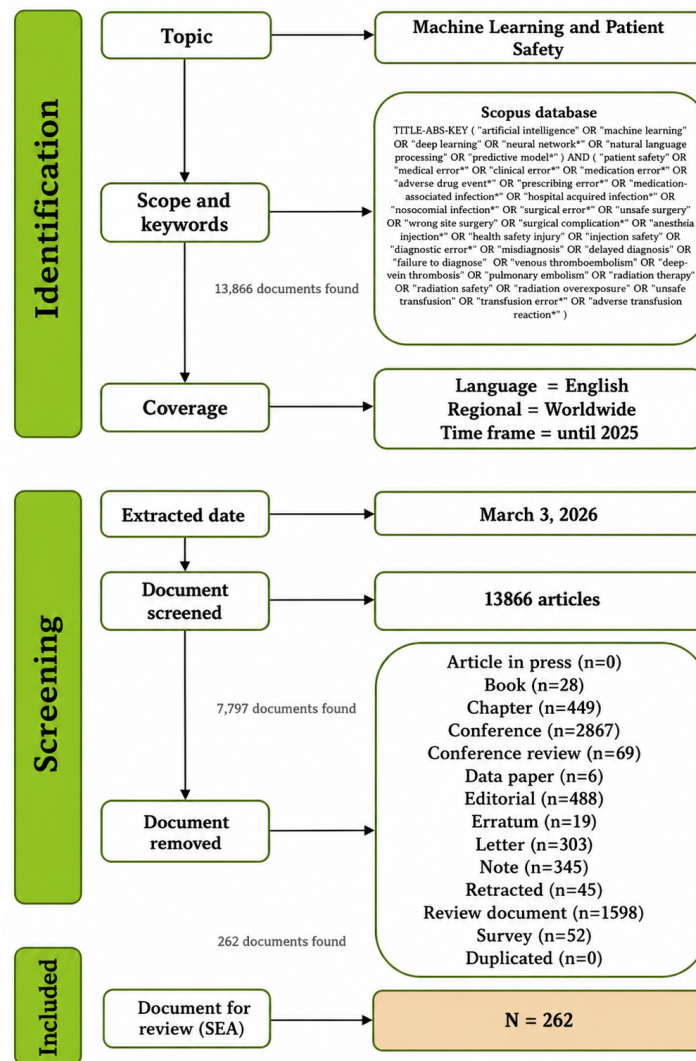 Identification
Topic
Machine Learning and Patient
Safety
Scope and
keywords
Scopus database
TITLE-ABS-KEY ( "artificial intelligence" OR "machine learning"
OR "deep learning" OR "neural network*" OR "natural language
processing" OR "predictive model*" ) AND ( "patient safety" OR
"medical error*" OR "clinical error*" OR "medication error*" OR
"adverse drug event*" OR "prescribing error*" OR "medication-
associated infection*" OR "hospital acquired infection*" OR
"nosocomial infection*" OR "surgical error*" OR "unsafe surgery"
OR "wrong site surgery" OR "surgical complication*" OR "anesthsia
injection*" OR "health safety injury" OR "injection safety" OR
"diagnostic error*" OR "misdiagnosis" OR "delayed diagnosis" OR
"failure to diagnose" OR "venous thromboembolism" OR "deep-
vein thrombosis" OR "pulmonary embolism" OR "radiation therapy"
OR "radiation safety" OR "radiation overexposure" OR "unsafe
transfusion" OR "transfusion error*" OR "adverse transfusion
reaction*" )
13,866 documents found
Coverage
Language = English
Regional = Worldwide
Time frame = until 2025
Screening
Extracted date
March 3, 2026
Document
screened
13866 articles
7,797 documents found
Document
removed
Article in press (n=0)
Book (n=28)
Chapter (n=449)
Conference (n=2867)
Conference review (n=69)
Data paper (n=6)
Editorial (n=488)
Erratum (n=19)
Letter (n=303)
Note (n=345)
Retracted (n=45)
Review document (n=1598)
Survey (n=52)
Duplicated (n=0)
262 documents found
Included
Document for
review (SEA)
N = 262